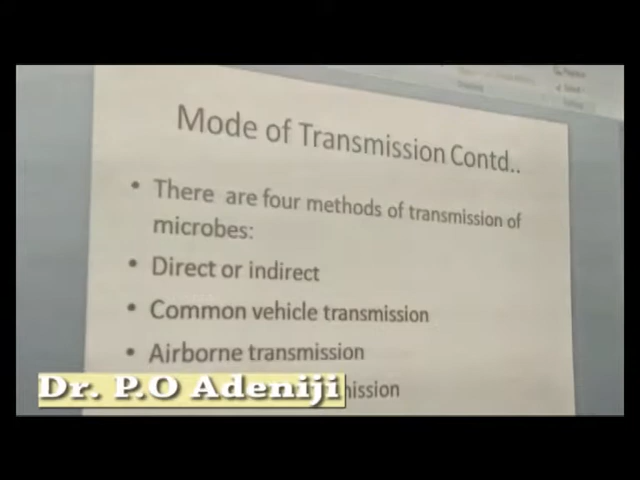 Mode of Transmission Contd..
• There are four methods of transmission of
microbes:
• Direct or indirect
• Common vehicle transmission
• Airborne transmission
Dr. P.O Adeniji